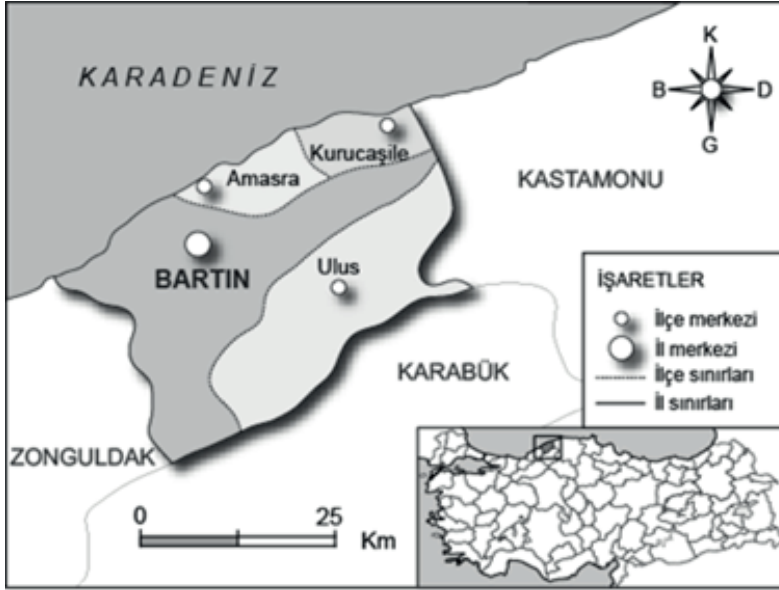 KARADENİZ
K
B D
G
Kurucaşile
Amasra
KASTAMONU
BARTIN
Ulus
İŞARETLER
İlçe merkezi
İl merkezi
İlçe sınırları
İl sınırları
KARABÜK
ZONGULDAK
0 25
Km